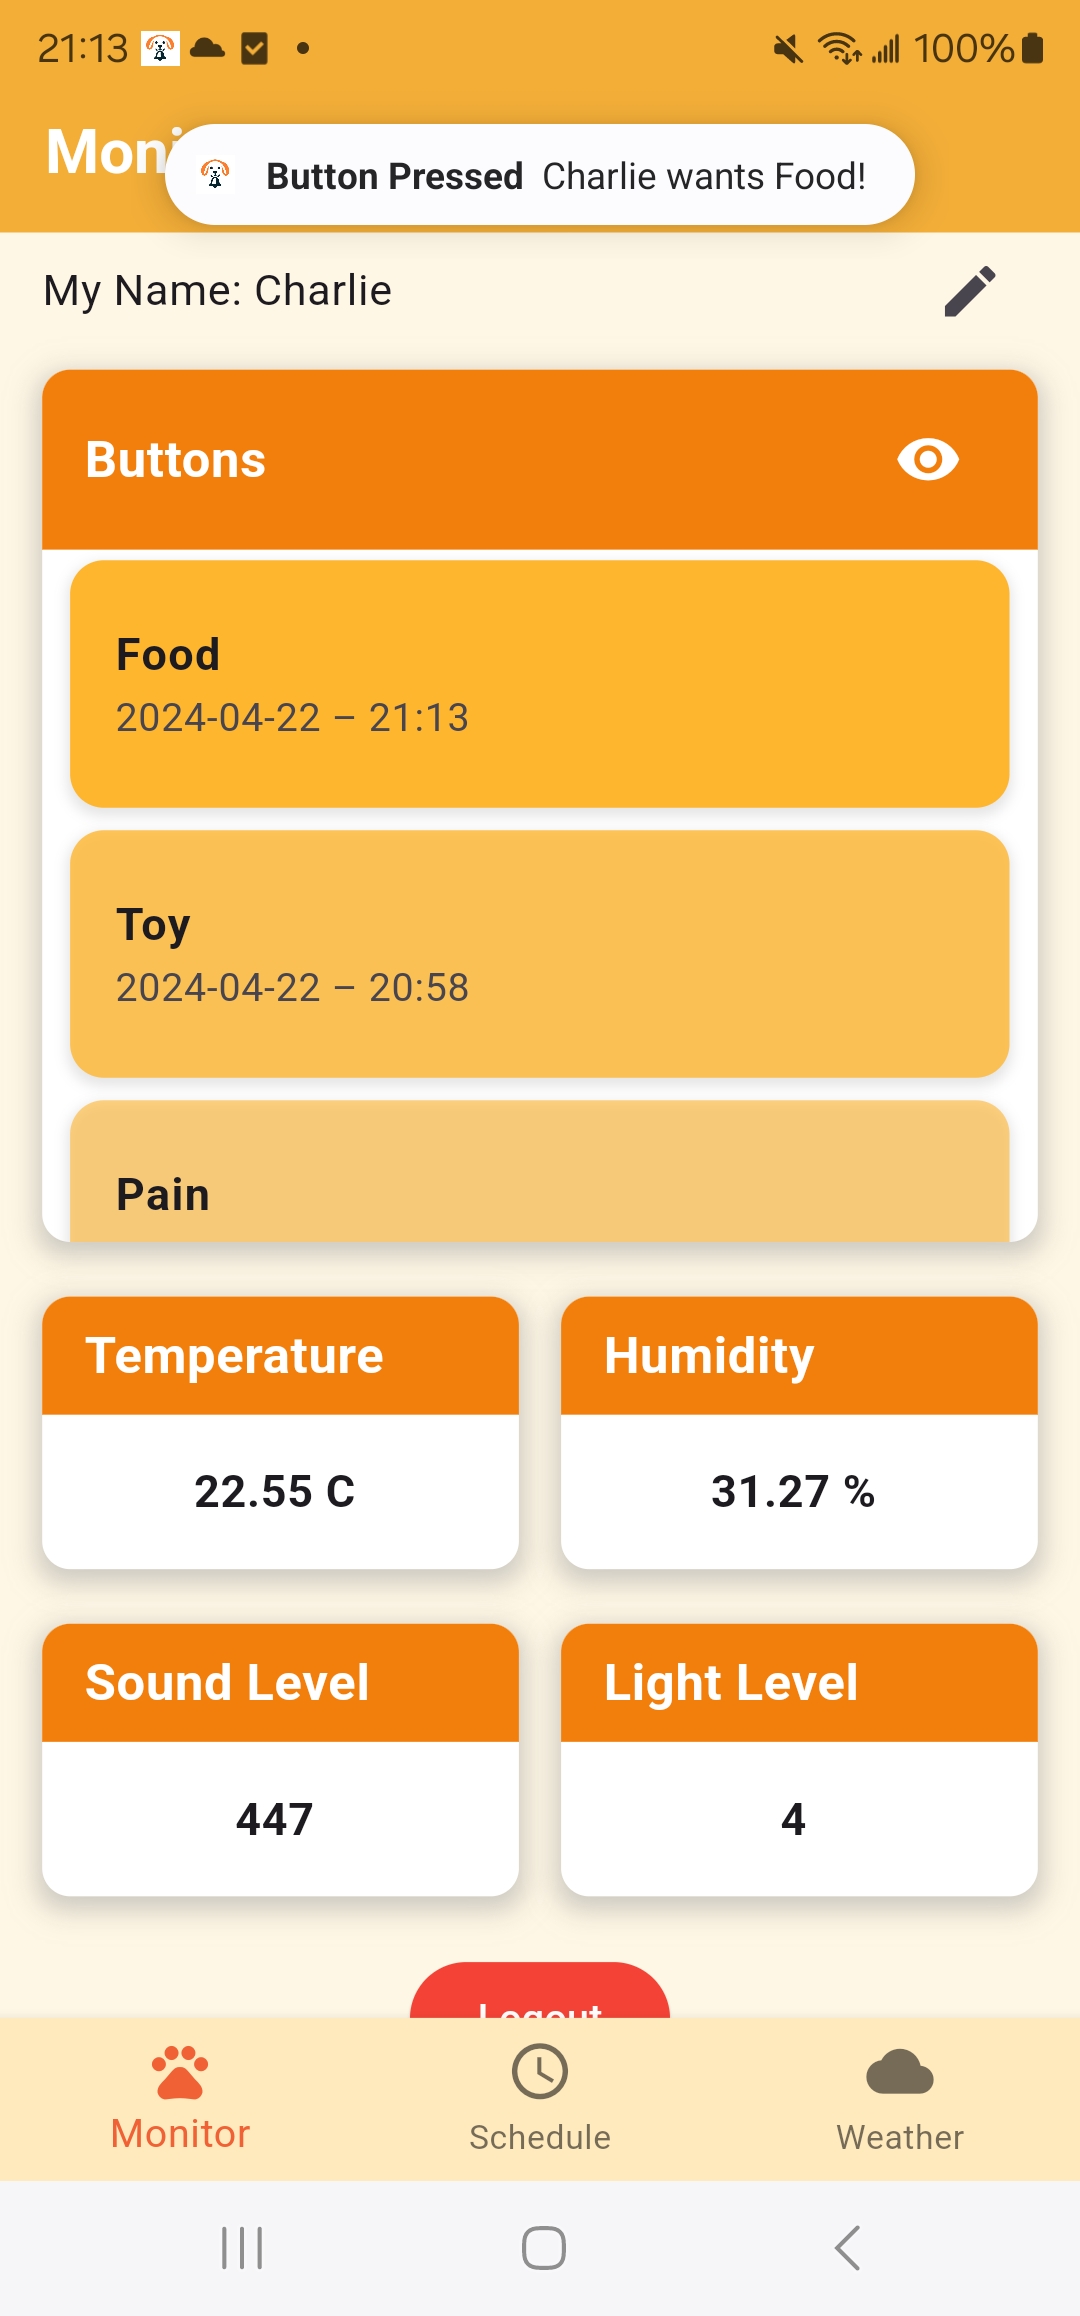 21:13
100%
Moni
Button Pressed Charlie wants Food!
My Name: Charlie
Buttons
Food
2024-04-22 – 21:13
Toy
2024-04-22 – 20:58
Pain
Temperature
Humidity
22.55 C
31.27 %
Sound Level
Light Level
447
4
Logout
Monitor
Schedule
Weather